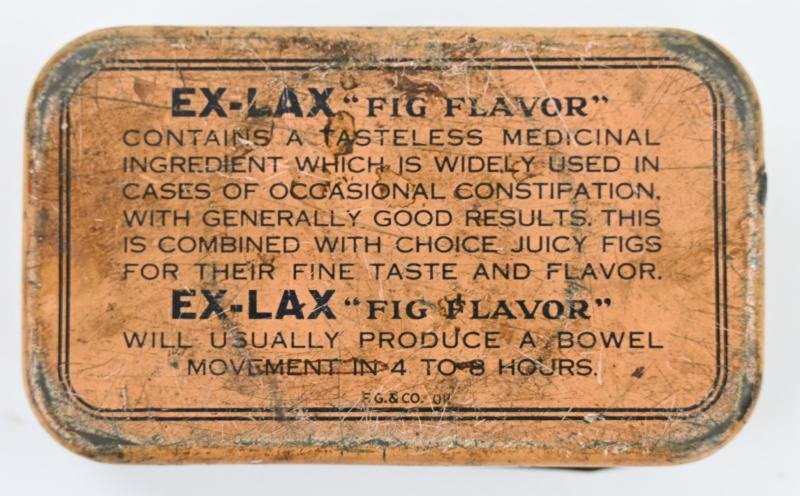 EX-LAX "FIG FLAVOR"
CONTAINS A TASTELESS MEDICINAL
INGREDIENT WHICH IS WIDELY USED IN
CASES OF OCCASIONAL CONSTIPATION,
WITH GENERALLY GOOD RESULTS. THIS
IS COMBINED WITH CHOICE JUICY FIGS
FOR THEIR FINE TASTE AND FLAVOR.
EX-LAX "FIG FLAVOR"
WILL USUALLY PRODUCE A BOWEL
MOVEMENT IN 4 TO 8 HOURS.
F.G.&CO.